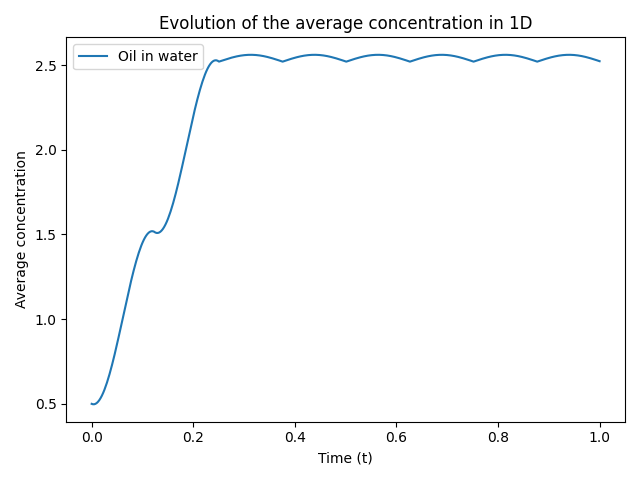 Evolution of the average concentration in 1D
Oil in water
Average concentration
2.5
2.0
1.5
1.0
0.5
0.0
0.2
0.4
0.6
0.8
1.0
Time (t)